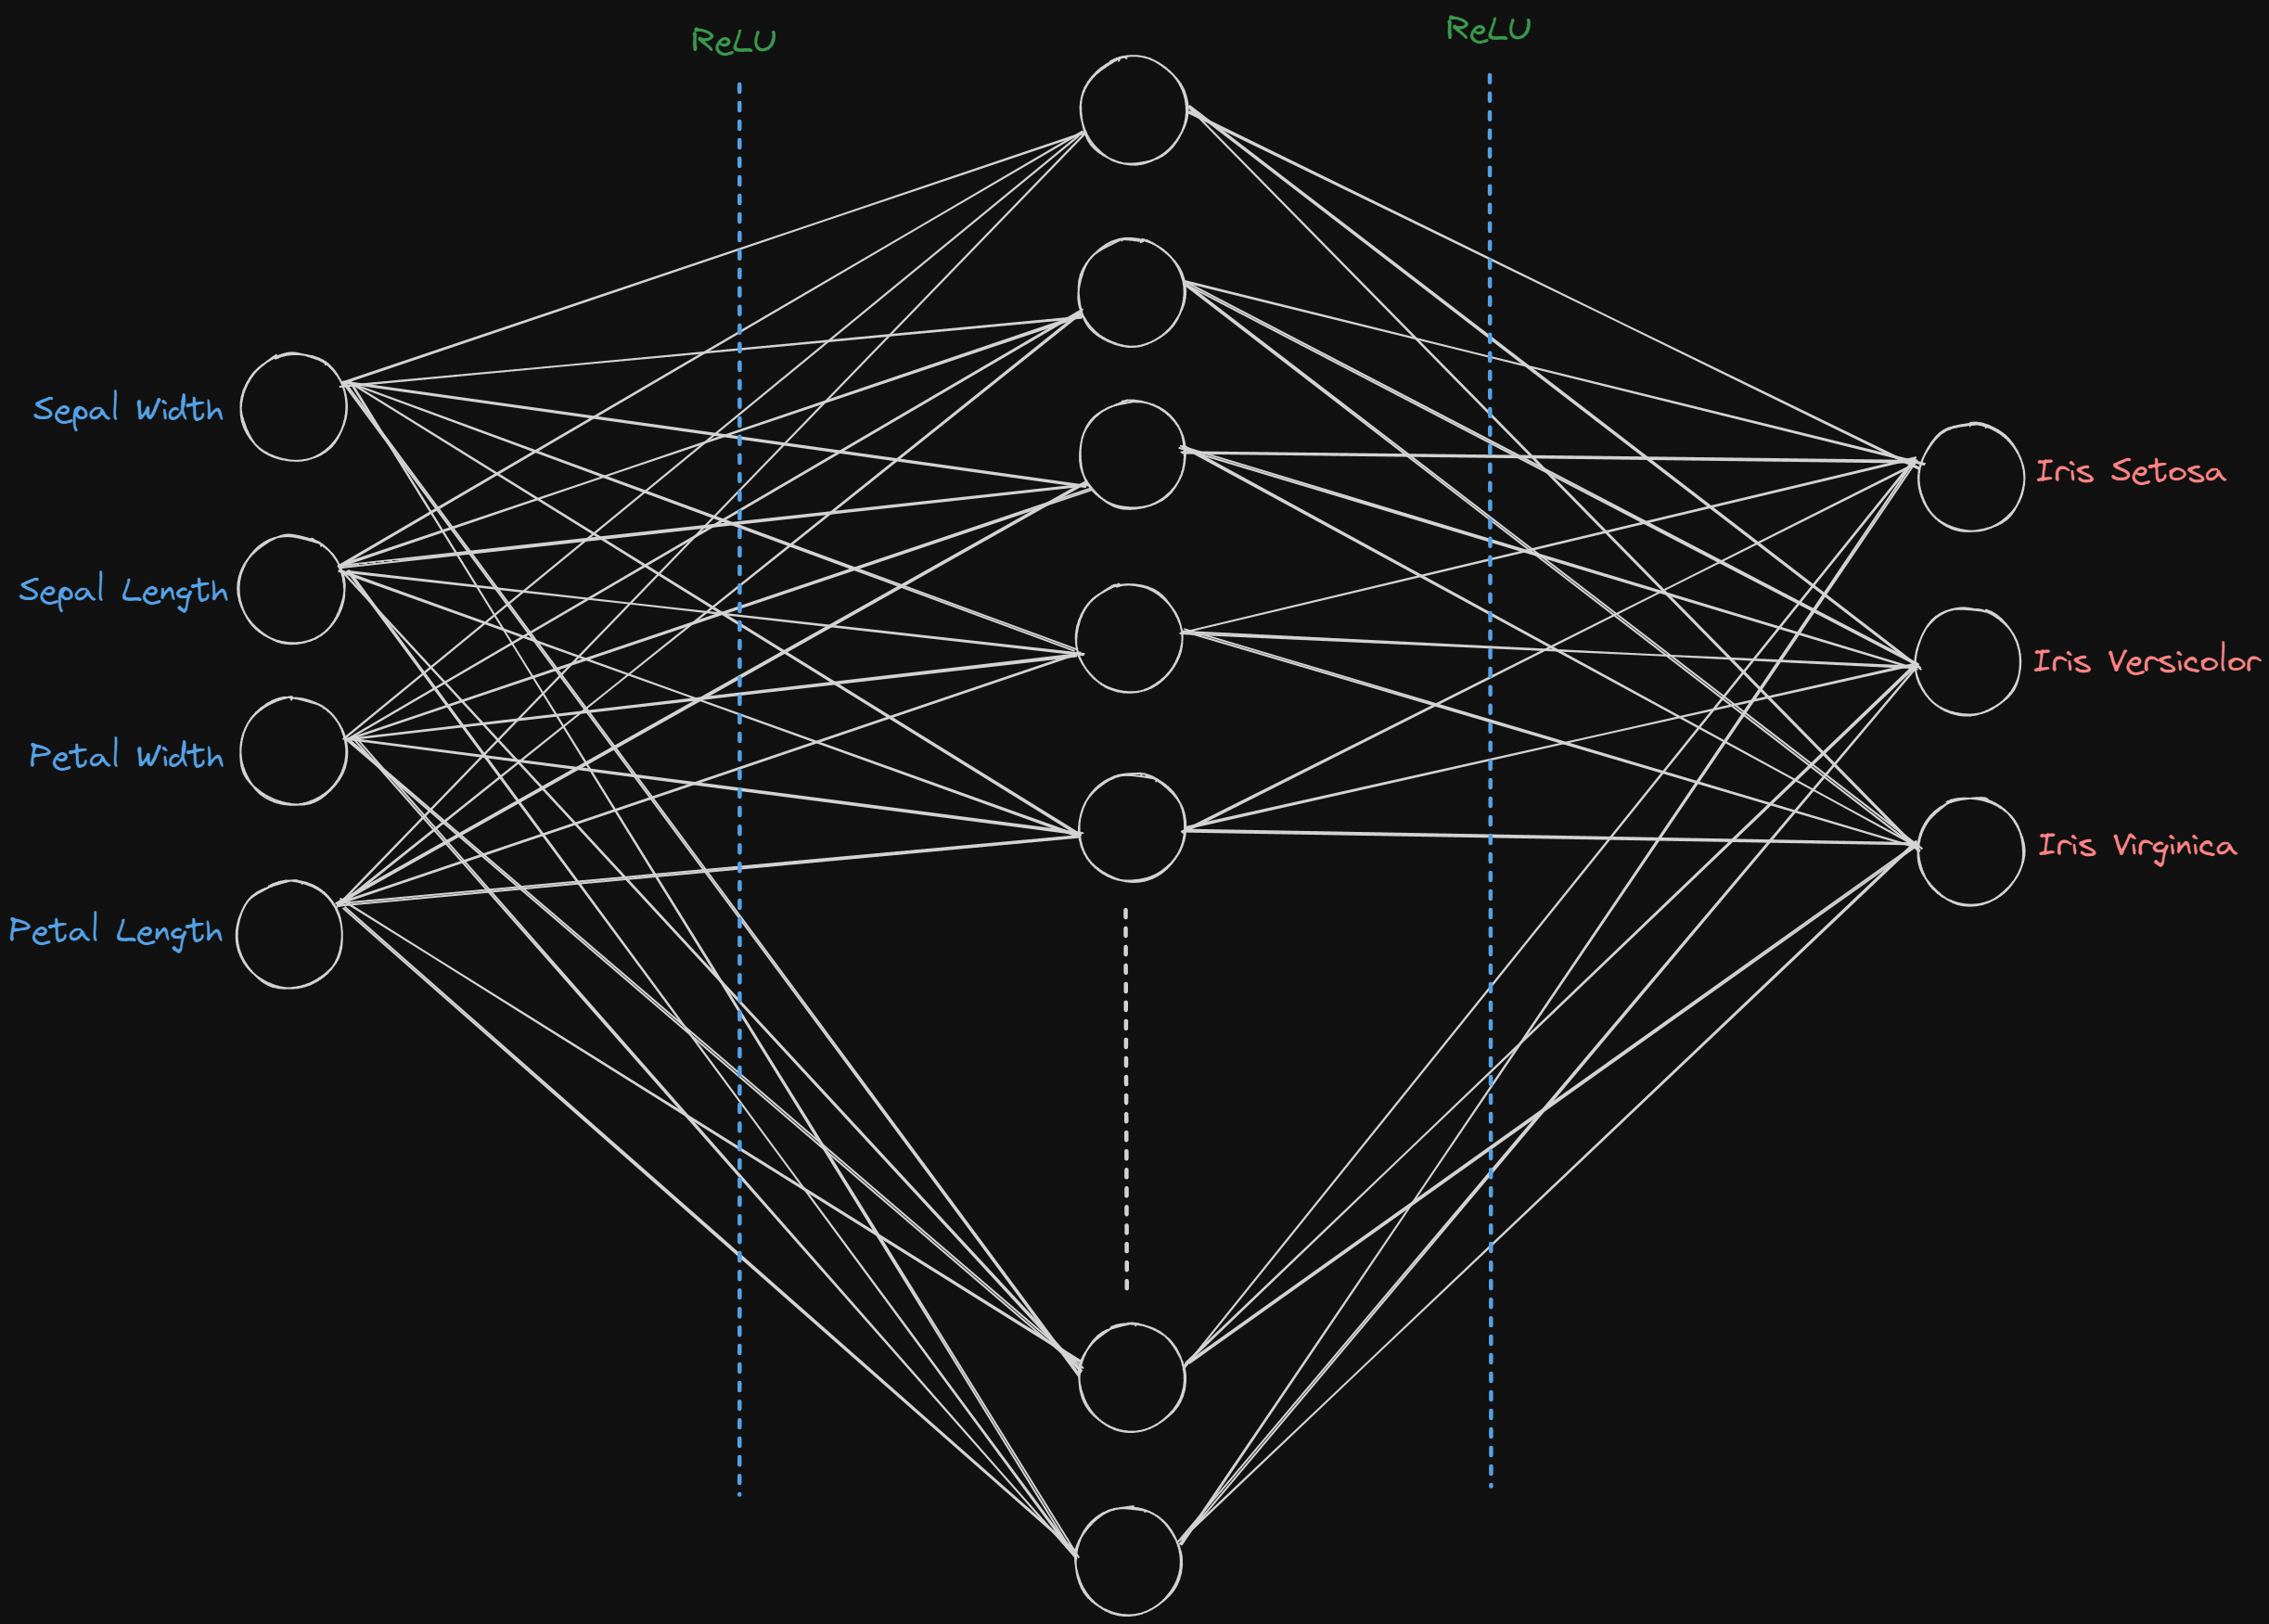 ReLU
ReLU
Sepal Width
Sepal Length
Petal Width
Petal Length
Iris Setosa
Iris Versicolor
Iris Virginica